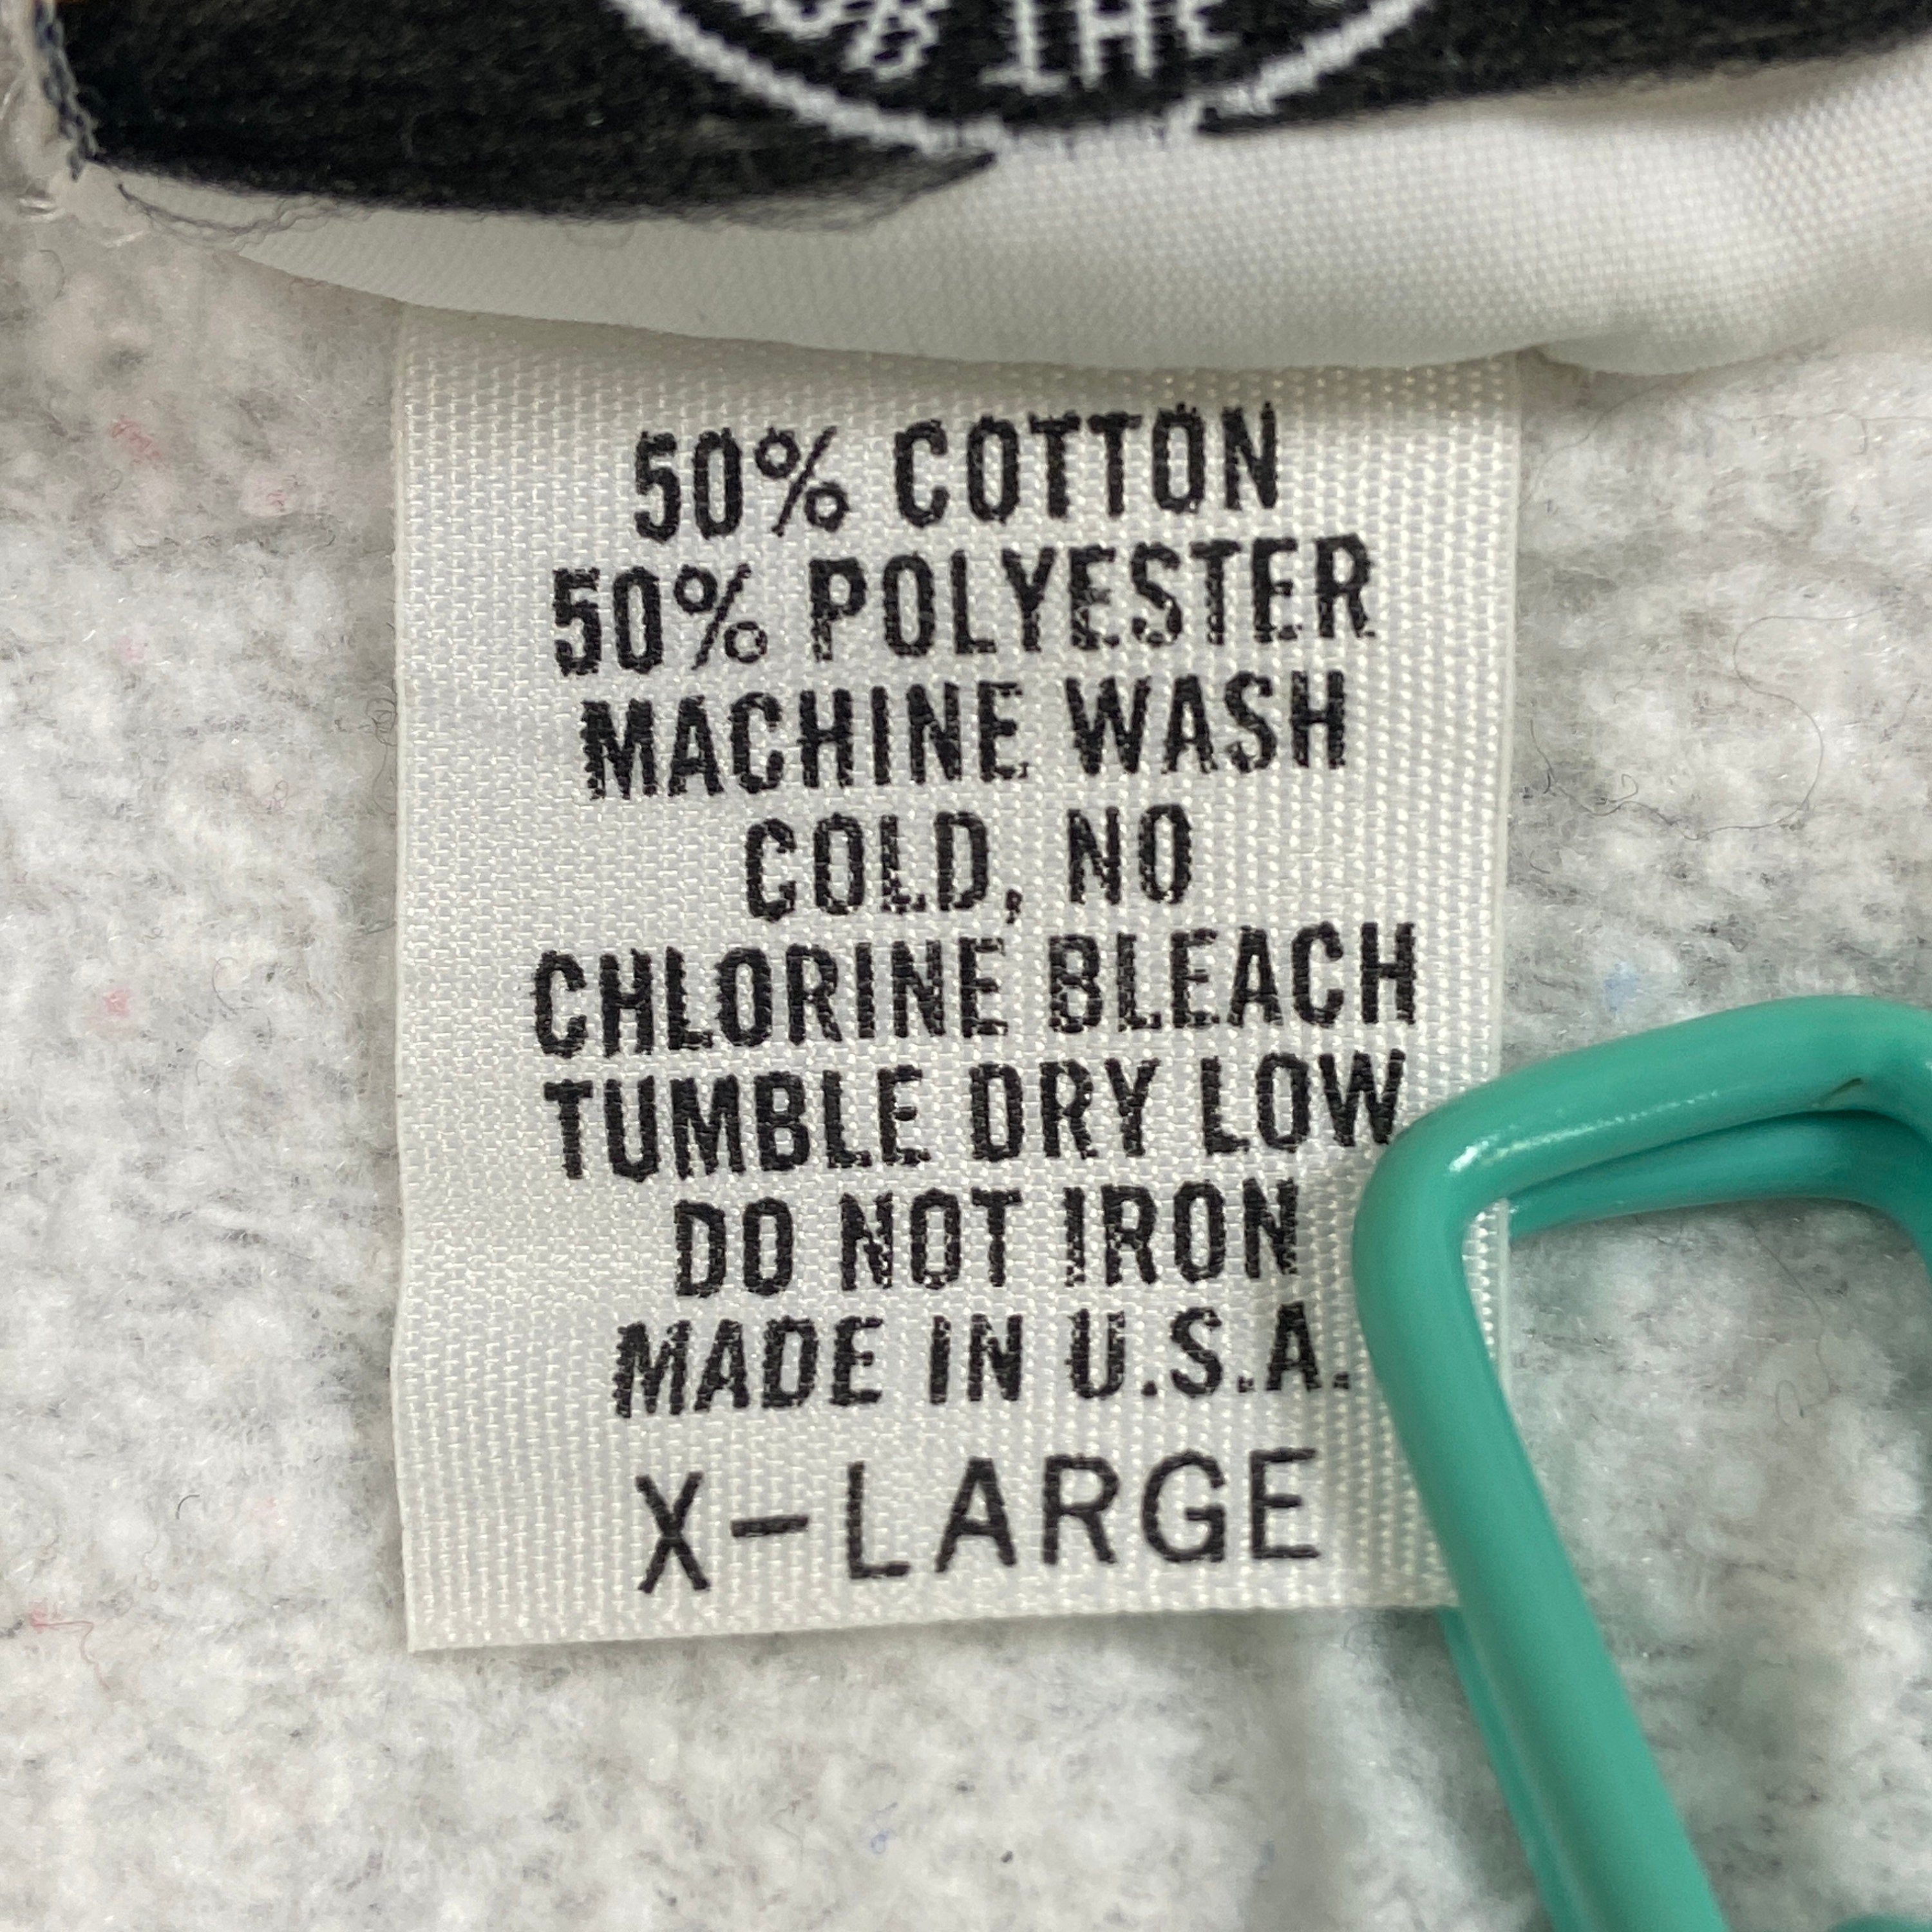 THE
50% COTTON
50% POLYESTER
MACHINE WASH
COLD, NO
CHLORINE BLEACH
TUMBLE DRY LOW
DO NOT IRON
MADE IN U.S.A.
X-LARGE